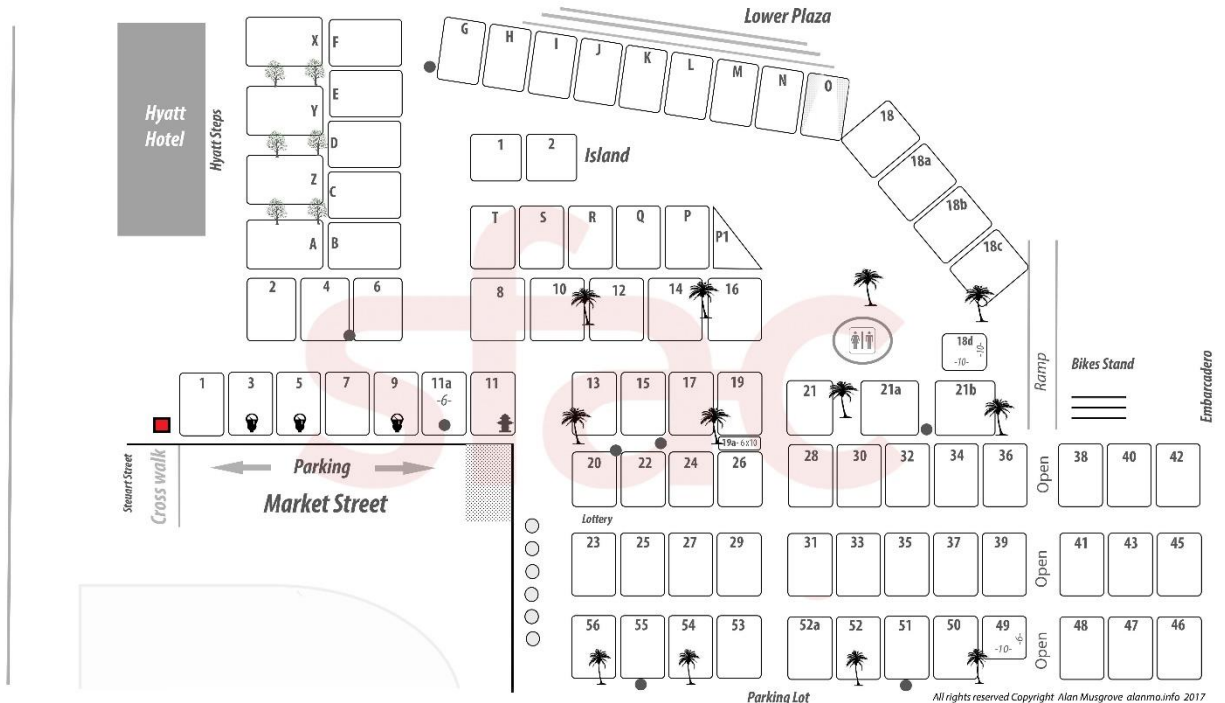 Lower Plaza
G H I J K L M N O
X F
E
Y
D
Z
C
A B
Hyatt
Hotel
Hyatt Steps
1 2 Island
18
18a
18b
18c
T S R Q P P1
2 4 6 8 10 12 14 16
18d
-10- -10-
Ramp
Bikes Stand
Embarcadero
1 3 5 7 9 11a 11 13 15 17 19 21 21a 21b
-6-
19a- 6x10
Steuart Street
Cross walk
Parking
Market Street
20 22 24 26 28 30 32 34 36 Open 38 40 42
Lottery
23 25 27 29 31 33 35 37 39 Open 41 43 45
56 55 54 53 52a 52 51 50 49 Open 48 47 46
-10- -6-
sfac
Parking Lot
All rights reserved Copyright Alan Musgrove alanmo.info 2017